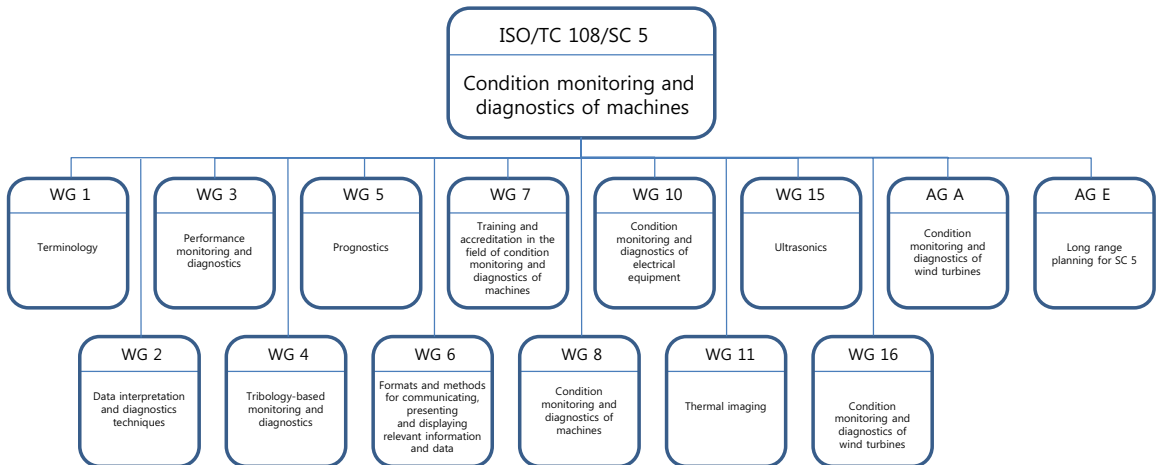 ISO/TC 108/SC 5
Condition monitoring and
diagnostics of machines
WG 1
Terminology
WG 3
Performance
monitoring and
diagnostics
WG 5
Prognostics
WG 7
Training and
accreditation in the
field of condition
monitoring and
diagnostics of
machines
WG 10
Condition
monitoring and
diagnostics of
electrical
equipment
WG 15
Ultrasonics
AG A
Condition
monitoring and
diagnostics of
wind turbines
AG E
Long range
planning for SC 5
WG 2
Data interpretation
and diagnostics
techniques
WG 4
Tribology-based
monitoring and
diagnostics
WG 6
Formats and methods
for communicating,
presenting
and displaying
relevant information
and data
WG 8
Condition
monitoring and
diagnostics of
machines
WG 11
Thermal imaging
WG 16
Condition
monitoring and
diagnostics of
wind turbines